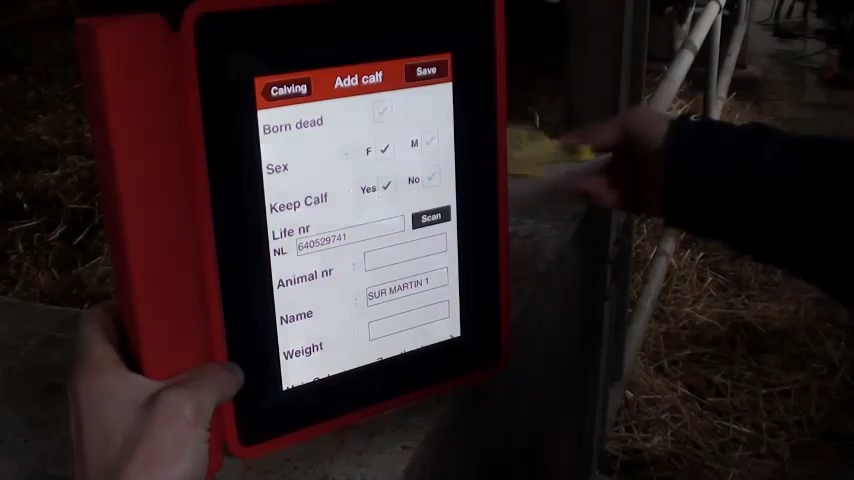 Calving Add calf Save
Born dead
Sex : F M
Keep Calf : Yes No
Life nr
NL 640529741 Scan
Animal nr :
Name : SUR MARTIN 1
Weight